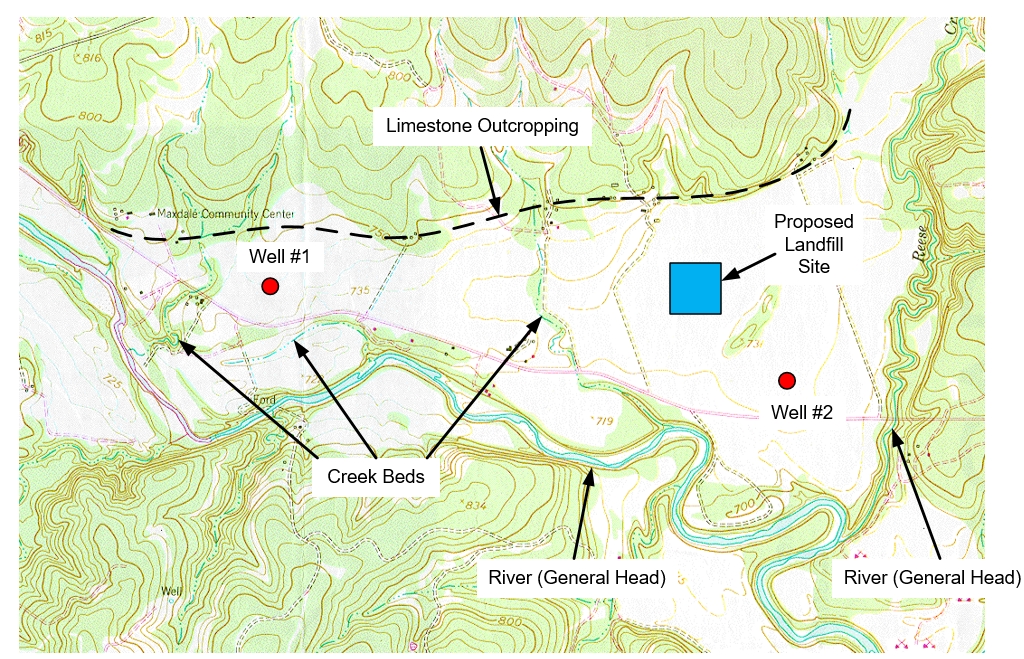 815
816
800
800
Cr
Limestone Outcropping
Maxdale Community Center
Proposed
Landfill
Site
750
Well #1
Reese
735
725
Ford
Well #2
719
Creek Beds
834
700
River (General Head)
River (General Head)
Well
800